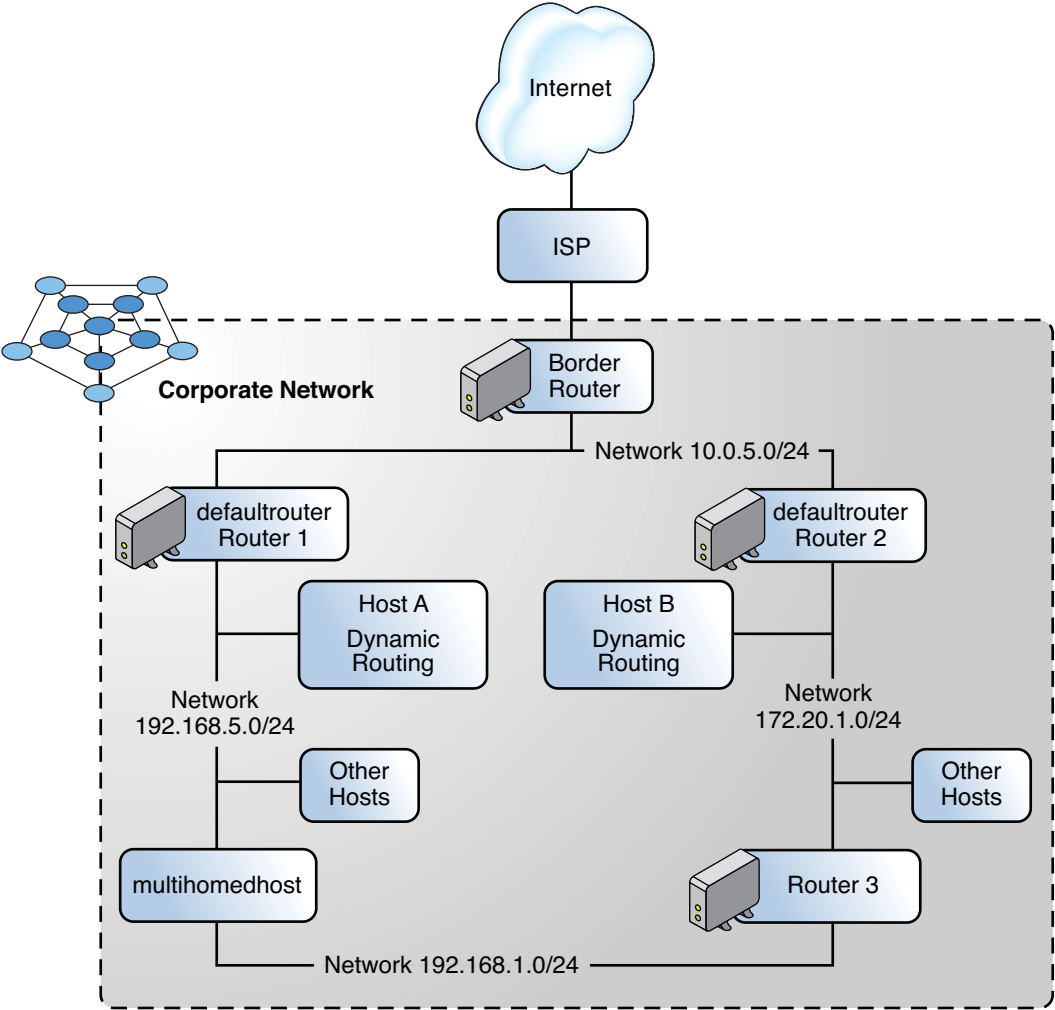 Internet
ISP
Border
Router
Corporate Network
Network 10.0.5.0/24
defaultrouter
Router 1
defaultrouter
Router 2
Host A
Dynamic
Routing
Host B
Dynamic
Routing
Network
192.168.5.0/24
Network
172.20.1.0/24
Other
Hosts
Other
Hosts
multihomedhost
Router 3
Network 192.168.1.0/24